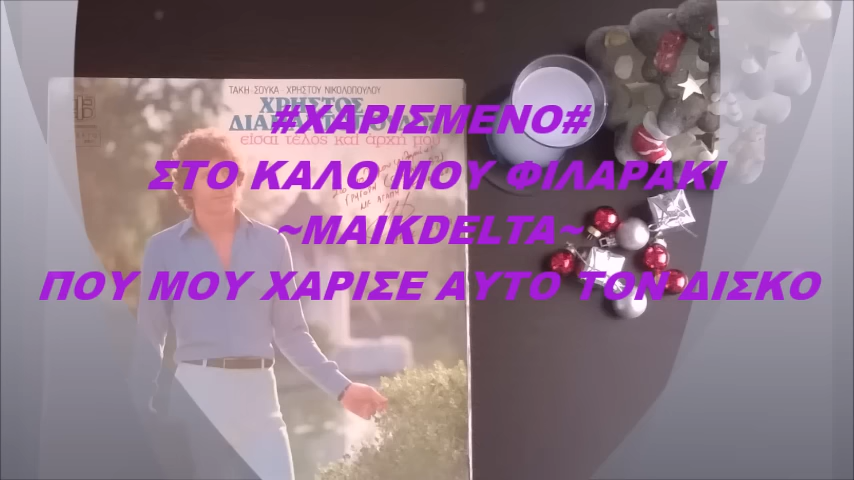 ΤΑΚΗ ΣΟΥΚΑ · ΧΡΗΣΤΟΥ ΝΙΚΟΛΟΠΟΥΛΟΥ
ΧΡΗΣΤΟΣ
#ΧΑΡΙΣΜΕΝΟ#
είσαι τέλος και αρχή μου
ΣΤΟ ΚΑΛΟ ΜΟΥ ΦΙΛΑΡΑΚΙ
~MAIKDELTA~
ΠΟΥ ΜΟΥ ΧΑΡΙΣΕ ΑΥΤΟ ΤΟΝ ΔΙΣΚΟ